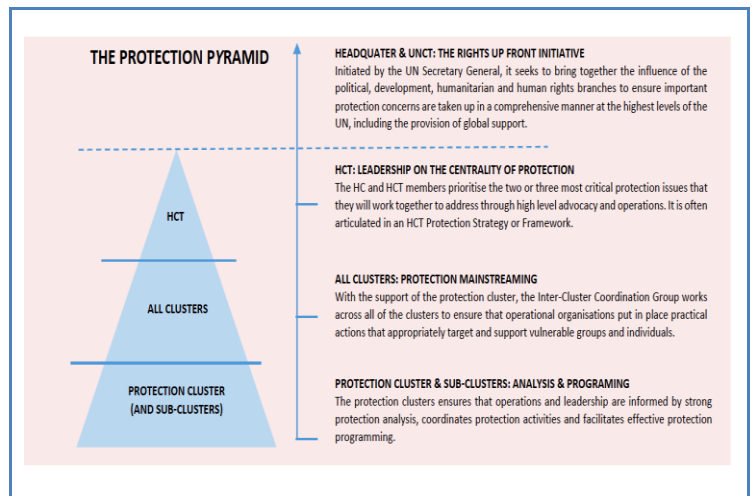 THE PROTECTION PYRAMID
HCT
ALL CLUSTERS
PROTECTION CLUSTER
(AND SUB-CLUSTERS)
HEADQUATER & UNCT: THE RIGHTS UP FRONT INITIATIVE
Initiated by the UN Secretary General, it seeks to bring together the influence of the
political, development, humanitarian and human rights branches to ensure important
protection concerns are taken up in a comprehensive manner at the highest levels of the
UN, including the provision of global support.
HCT: LEADERSHIP ON THE CENTRALITY OF PROTECTION
The HC and HCT members prioritise the two or three most critical protection issues that
they will work together to address through high level advocacy and operations. It is often
articulated in an HCT Protection Strategy or Framework.
ALL CLUSTERS: PROTECTION MAINSTREAMING
With the support of the protection cluster, the Inter-Cluster Coordination Group works
across all of the clusters to ensure that operational organisations put in place practical
actions that appropriately target and support vulnerable groups and individuals.
PROTECTION CLUSTER & SUB-CLUSTERS: ANALYSIS & PROGRAMING
The protection clusters ensures that operations and leadership are informed by strong
protection analysis, coordinates protection activities and facilitates effective protection
programming.